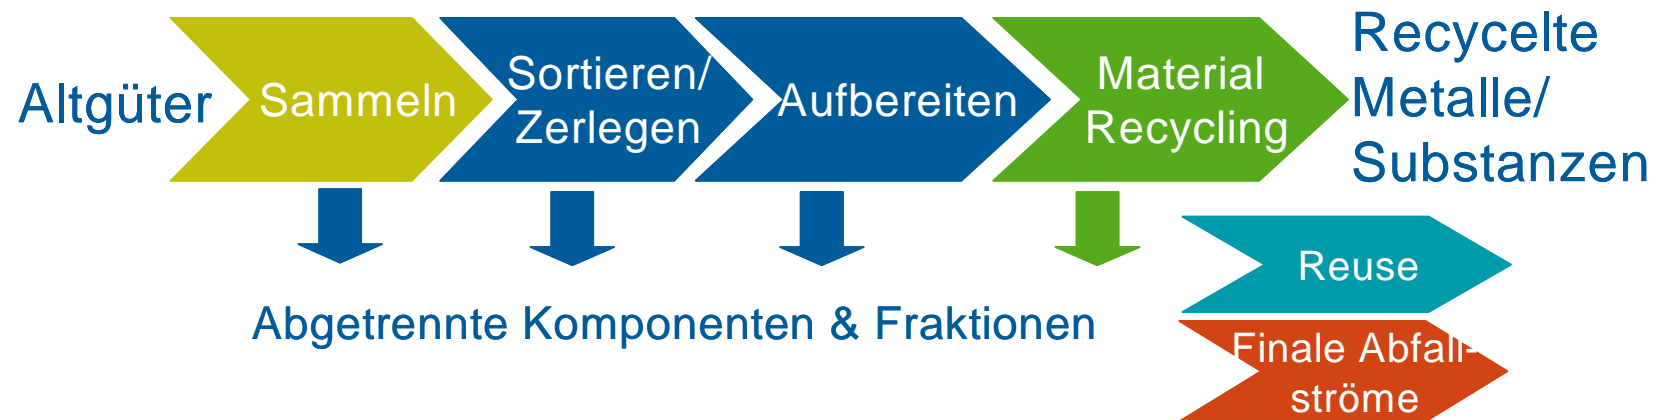 Altgüter
Sammeln
Sortieren/
Zerlegen
Aufbereiten
Material
Recycling
Recycelte
Metalle/
Substanzen
Abgetrennte Komponenten & Fraktionen
Reuse
Finale Abfall-
ströme